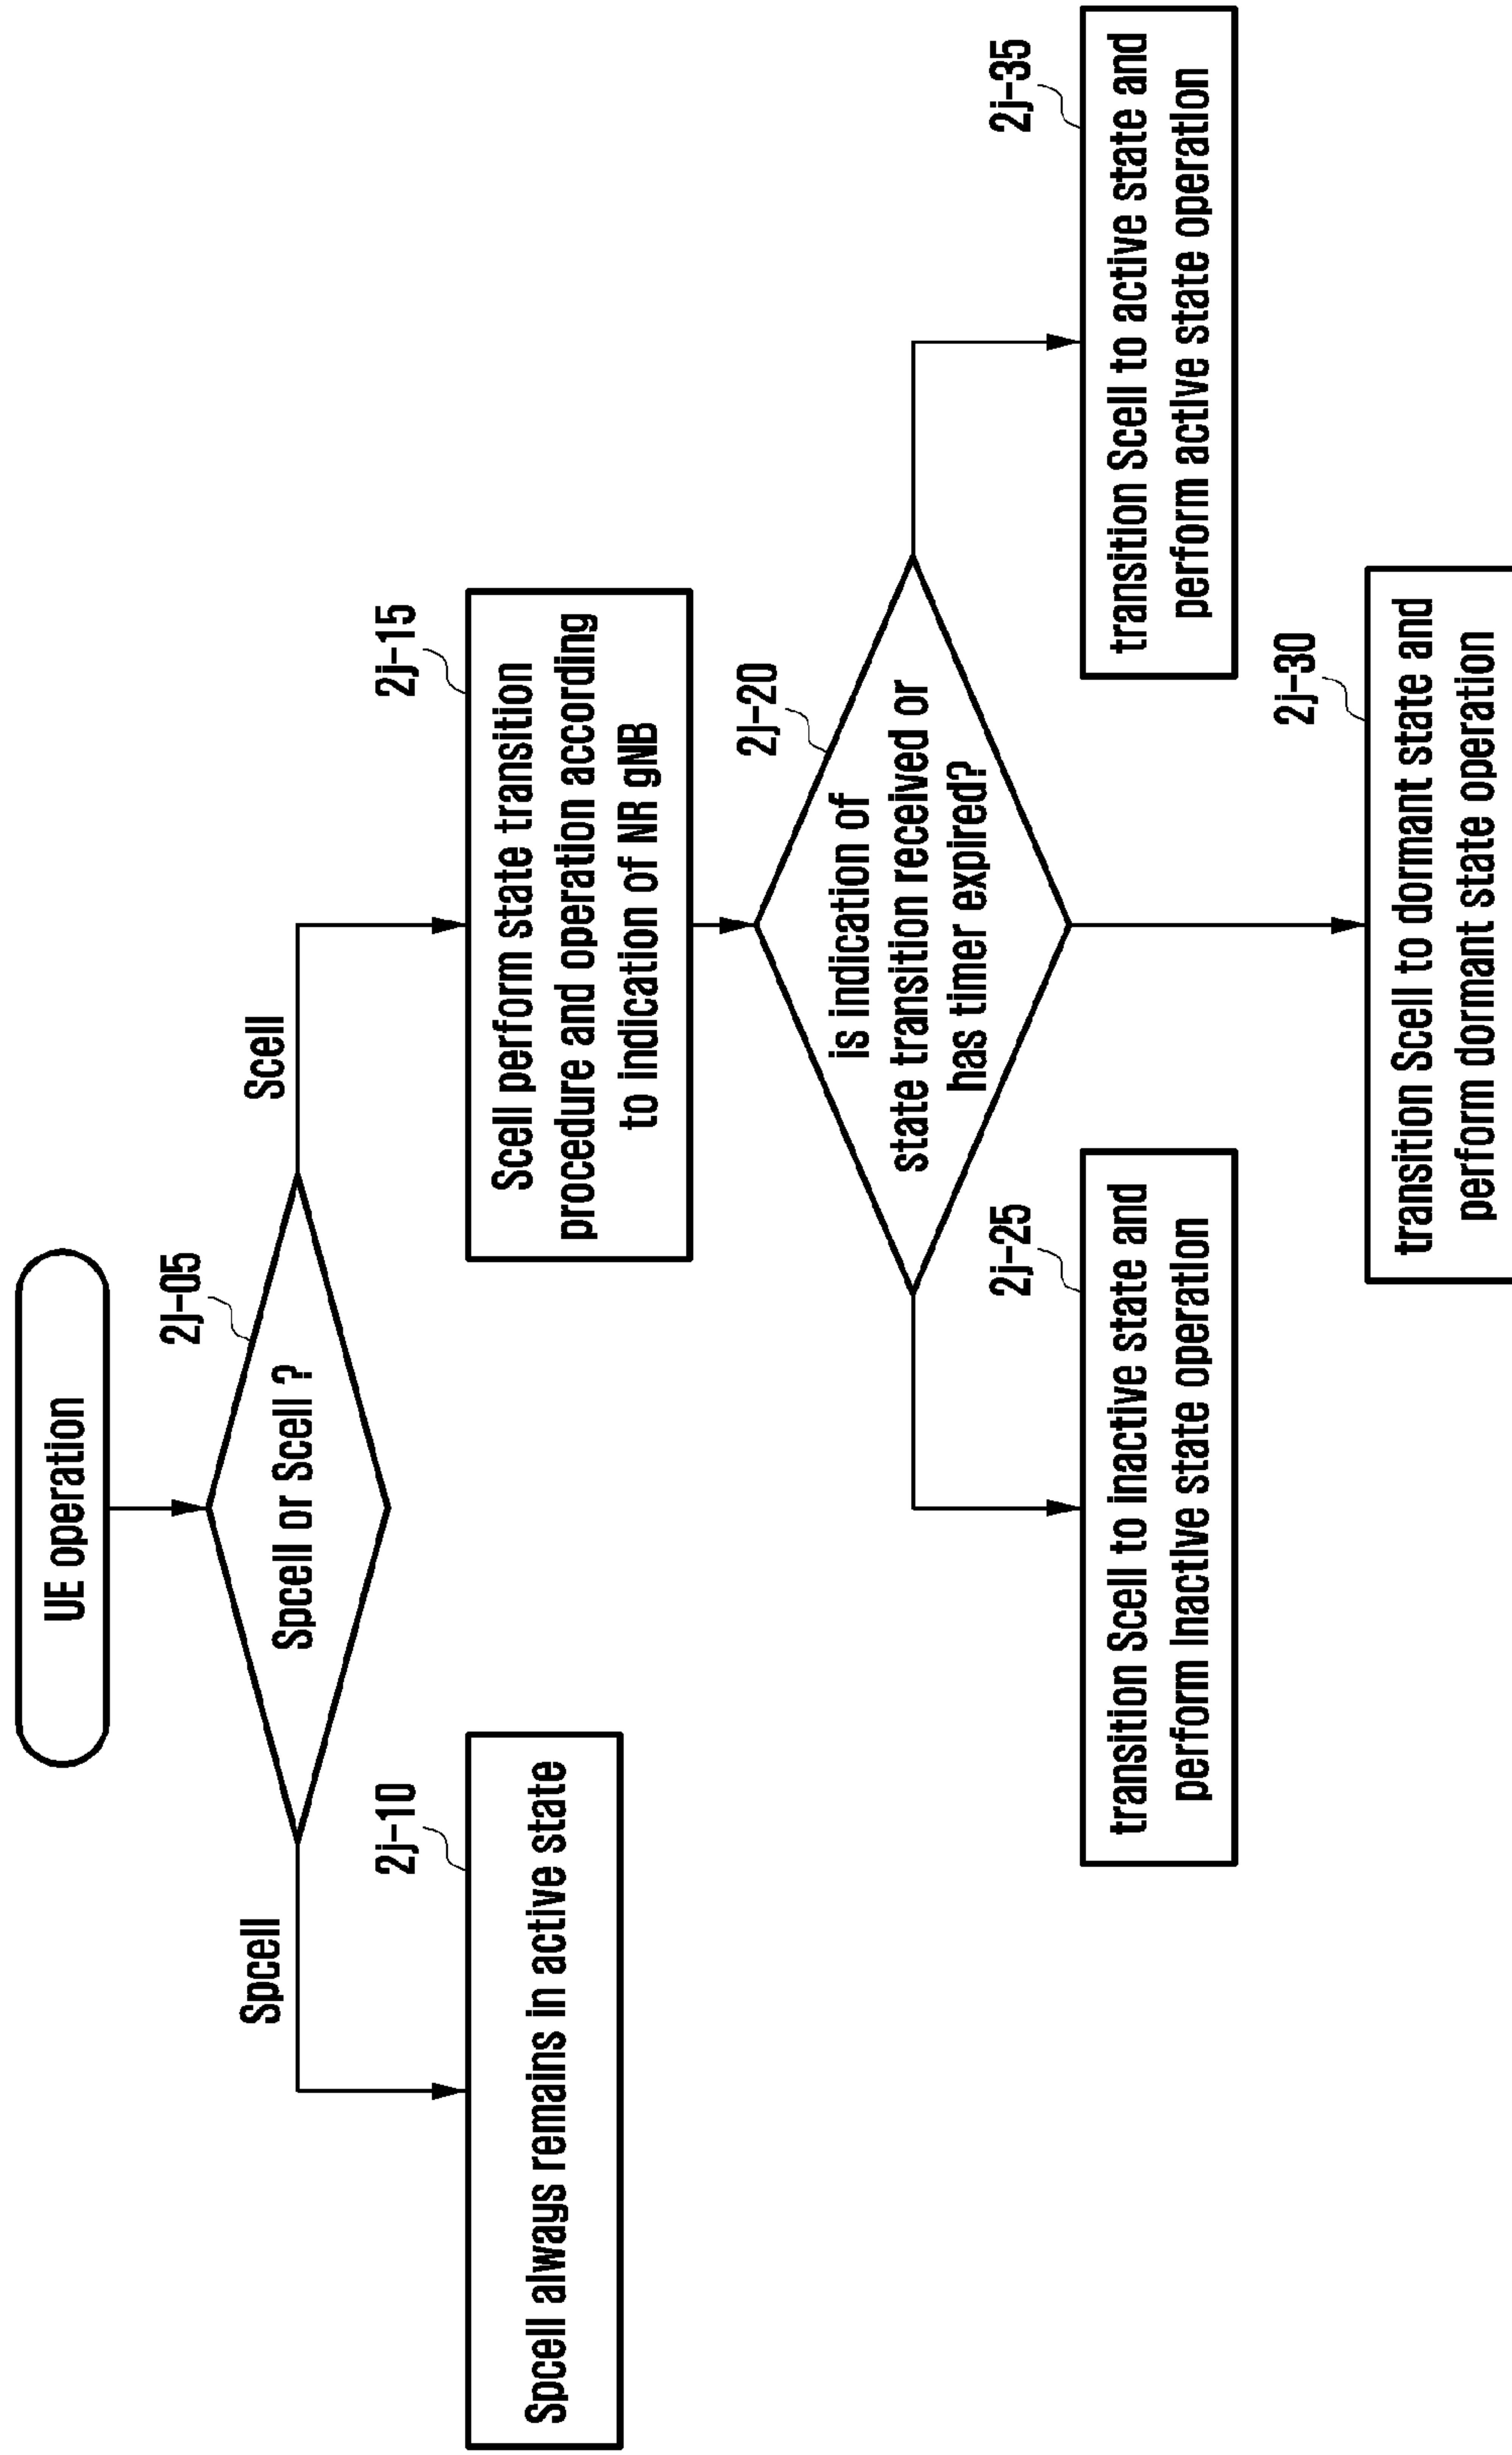 UE operation
2j-05
Spcell or Scell ?
Spcell
Scell
2j-10
Spcell always remains in active state
2j-15
Scell perform state transition
procedure and operation according
to indication of NR gNB
2j-20
is indication of
state transition received or
has timer expired?
2j-25
transition Scell to inactive state and
perform inactive state operation
2j-35
transition Scell to active state and
perform active state operation
2j-30
transition Scell to dormant state and
perform dormant state operation